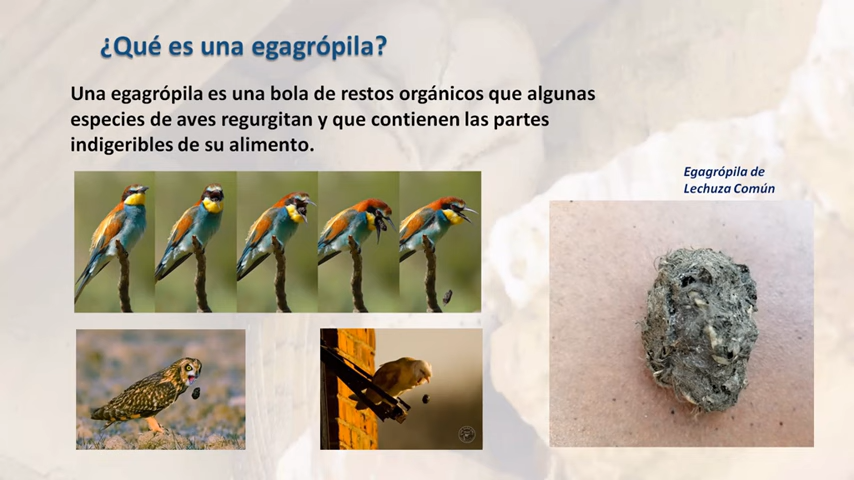 ¿Qué es una egagrópila?
Una egagrópila es una bola de restos orgánicos que algunas
especies de aves regurgitan y que contienen las partes
indigeribles de su alimento.
Egagrópila de
Lechuza Común